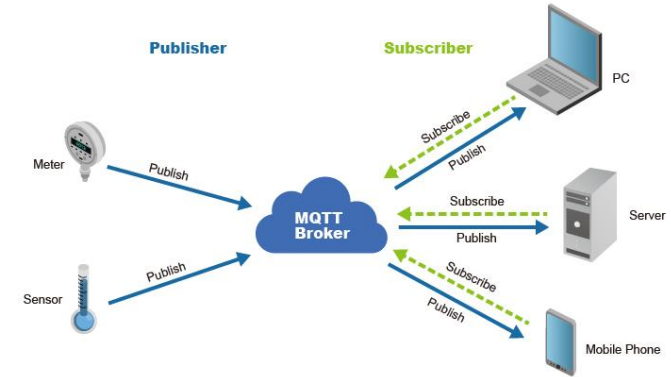 Publisher
Subscriber
PC
Subscribe
Publish
Meter
Publish
MQTT
Broker
Subscribe
Server
Publish
Sensor
Publish
Subscribe
Publish
Mobile Phone